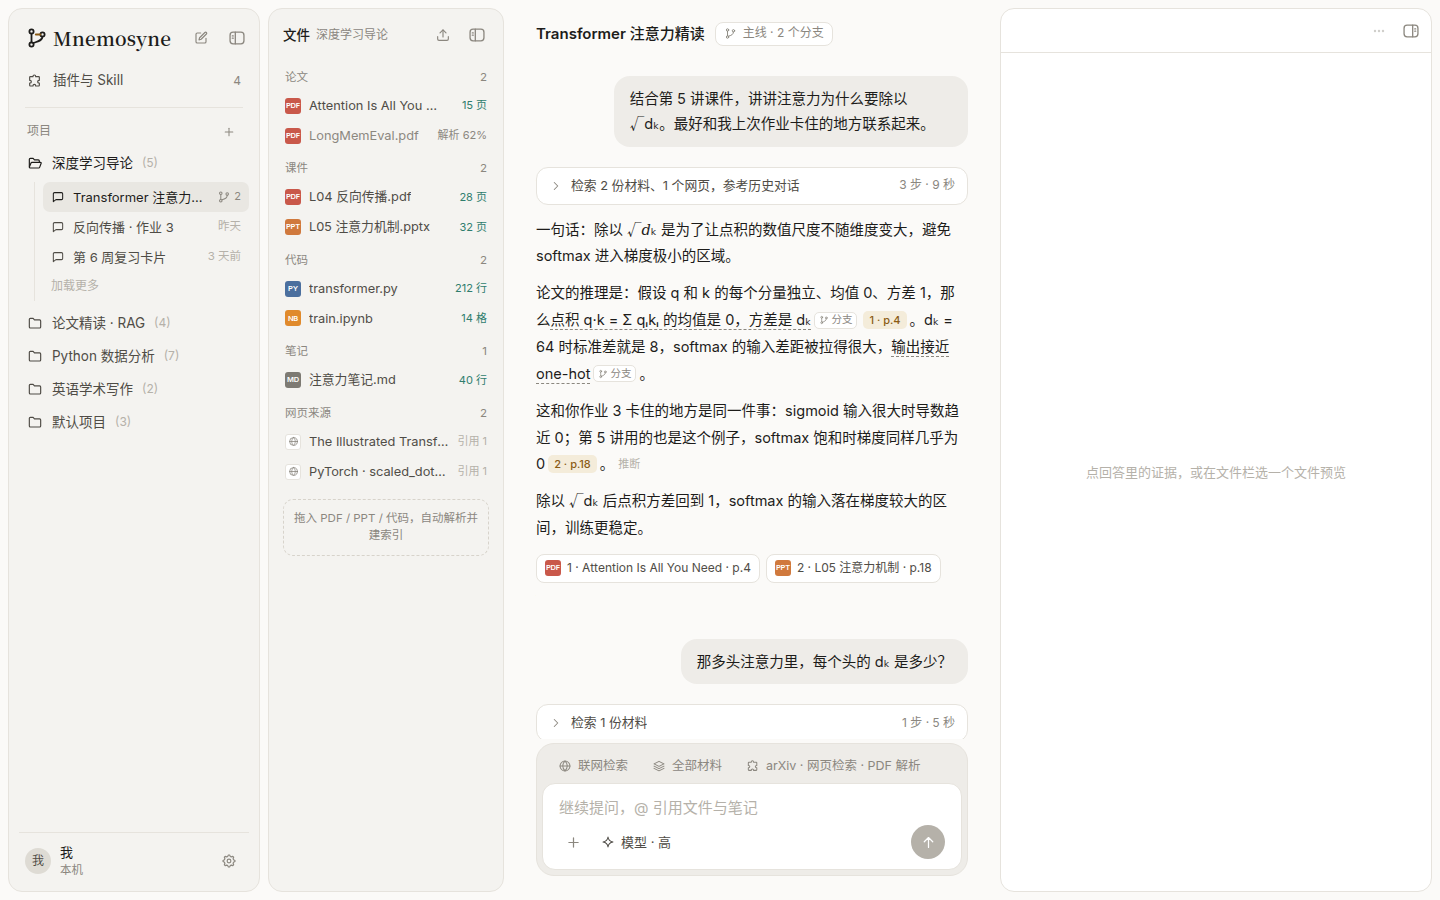 Mnemosyne
插件与 Skill 4
项目
深度学习导论 (5)
Transformer 注意力... 2
反向传播 · 作业 3 昨天
第 6 周复习卡片 3 天前
加载更多
论文精读 · RAG (4)
Python 数据分析 (7)
英语学术写作 (2)
默认项目 (3)
我
我
本机
文件 深度学习导论
论文 2
PDF Attention Is All You ... 15 页
PDF LongMemEval.pdf 解析 62%
课件 2
PDF L04 反向传播.pdf 28 页
PPT L05 注意力机制.pptx 32 页
代码 2
PY transformer.py 212 行
NB train.ipynb 14 格
笔记 1
MD 注意力笔记.md 40 行
网页来源 2
The Illustrated Transf... 引用 1
PyTorch · scaled_dot... 引用 1
拖入 PDF / PPT / 代码，自动解析并
建索引
Transformer 注意力精读 主线 · 2 个分支
结合第 5 讲课件，讲讲注意力为什么要除以
√dₖ。最好和我上次作业卡住的地方联系起来。
检索 2 份材料、1 个网页，参考历史对话 3 步 · 9 秒
一句话：除以 √dₖ 是为了让点积的数值尺度不随维度变大，避免
softmax 进入梯度极小的区域。
论文的推理是：假设 q 和 k 的每个分量独立、均值 0、方差 1，那
么点积 q·k = Σ qᵢkᵢ 的均值是 0，方差是 dₖ 分支 1 · p.4 。dₖ =
64 时标准差就是 8，softmax 的输入差距被拉得很大，输出接近
one-hot 分支 。
这和你作业 3 卡住的地方是同一件事：sigmoid 输入很大时导数趋
近 0；第 5 讲用的也是这个例子，softmax 饱和时梯度同样几乎为
0 2 · p.18 。 推断
除以 √dₖ 后点积方差回到 1，softmax 的输入落在梯度较大的区
间，训练更稳定。
PDF 1 · Attention Is All You Need · p.4 PPT 2 · L05 注意力机制 · p.18
那多头注意力里，每个头的 dₖ 是多少？
检索 1 份材料 1 步 · 5 秒
联网检索 全部材料 arXiv · 网页检索 · PDF 解析
继续提问，@ 引用文件与笔记
模型 · 高
点回答里的证据，或在文件栏选一个文件预览